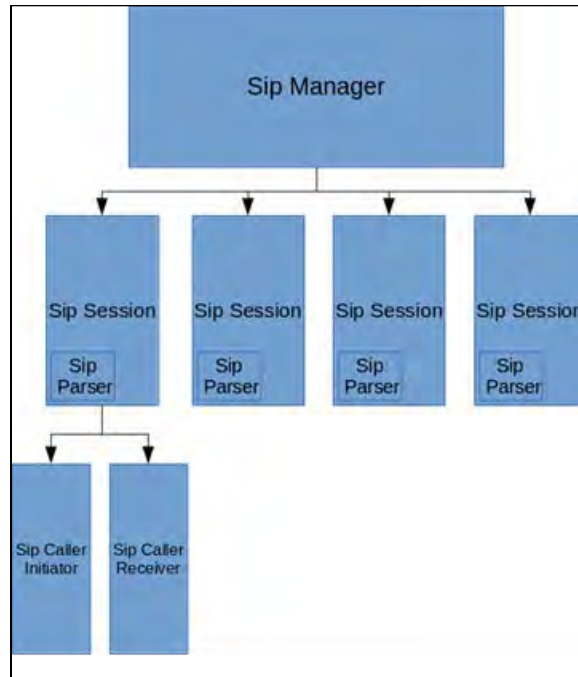 Sip Manager
Sip Session
Sip Session
Sip Session
Sip Session
Sip
Parser
Sip
Parser
Sip
Parser
Sip
Parser
Sip Caller
Initiator
Sip Caller
Receiver